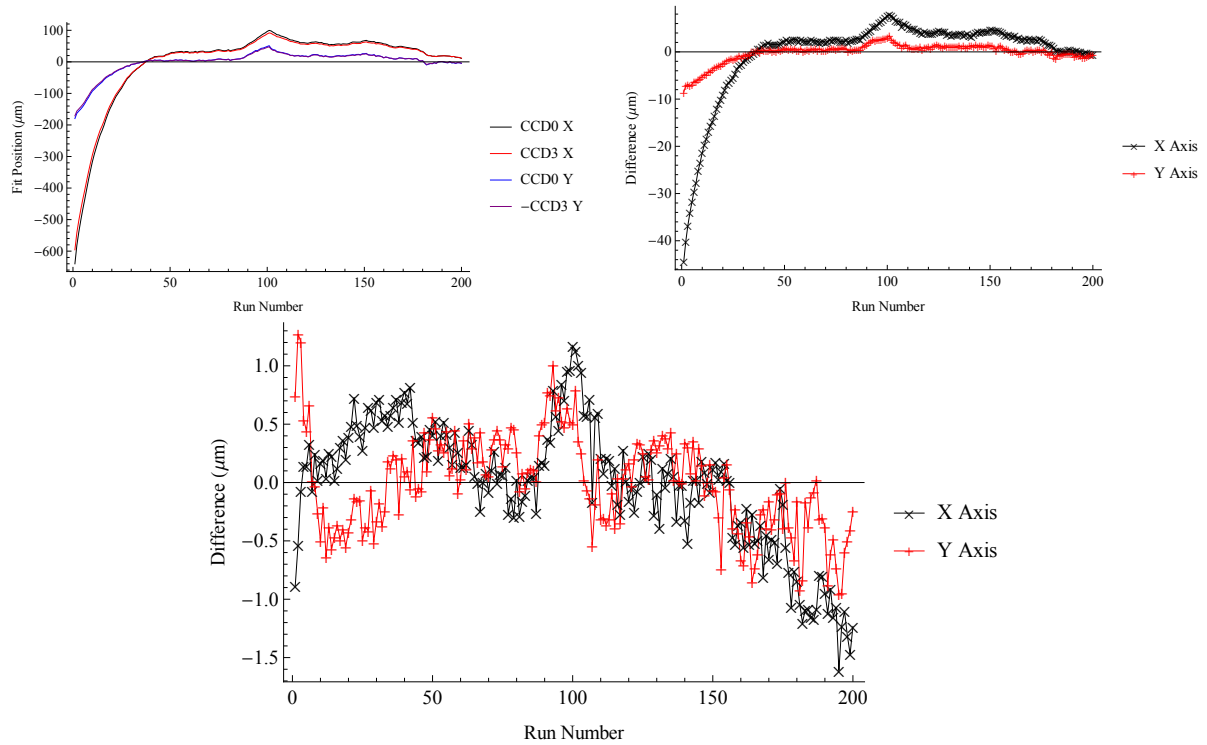 100
0
−100
−200
−300
−400
−500
−600
Fit Position (μm)
0
50
100
150
200
Run Number
CCD0 X
CCD3 X
CCD0 Y
−CCD3 Y
0
−10
−20
−30
−40
Difference (μm)
0
50
100
150
200
Run Number
X Axis
Y Axis
1.0
0.5
0.0
−0.5
−1.0
−1.5
Difference (μm)
0
50
100
150
200
Run Number
X Axis
Y Axis